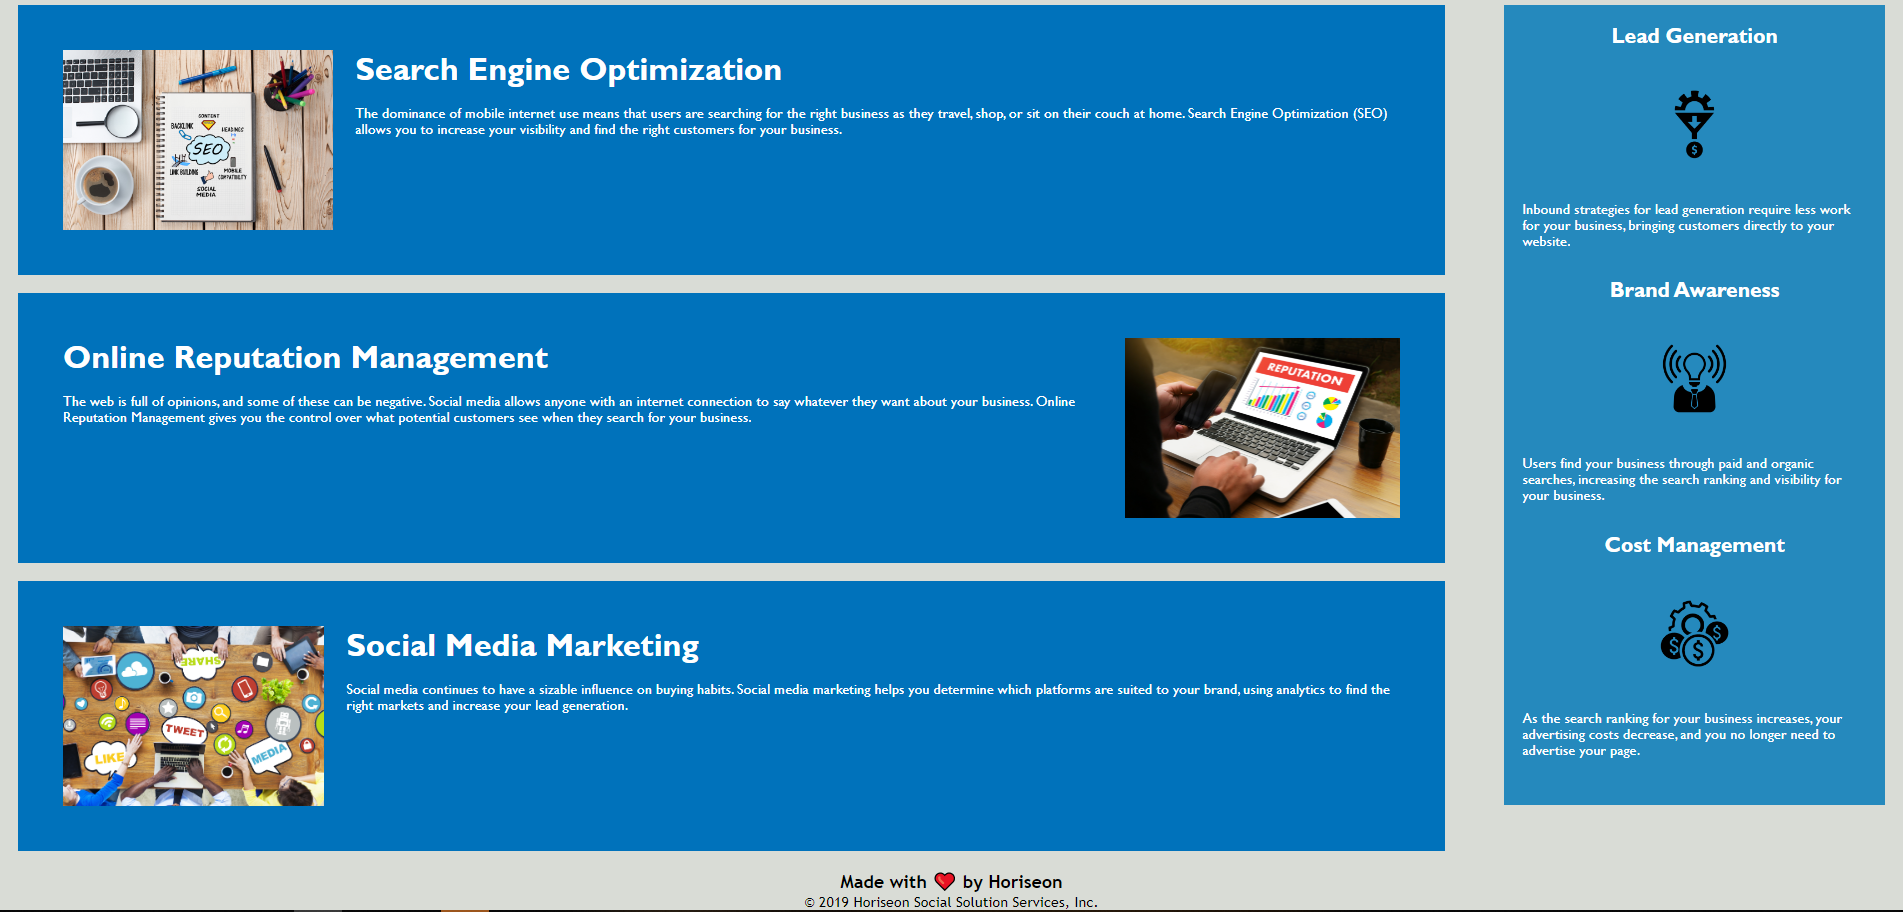 Search Engine Optimization
The dominance of mobile internet use means that users are searching for the right business as they travel, shop, or sit on their couch at home. Search Engine Optimization (SEO)
allows you to increase your visibility and find the right customers for your business.
CONTENT
BACKLINK
HEADINGS
SEO
LINK BUILDING
MOBILE
COMPATIBILITY
SOCIAL
MEDIA
Online Reputation Management
The web is full of opinions, and some of these can be negative. Social media allows anyone with an internet connection to say whatever they want about your business. Online
Reputation Management gives you the control over what potential customers see when they search for your business.
REPUTATION
Social Media Marketing
Social media continues to have a sizable influence on buying habits. Social media marketing helps you determine which platforms are suited to your brand, using analytics to find the
right markets and increase your lead generation.
SHARE
TWEET
LIKE
MEDIA
Lead Generation
$
Inbound strategies for lead generation require less work
for your business, bringing customers directly to your
website.
Brand Awareness
Users find your business through paid and organic
searches, increasing the search ranking and visibility for
your business.
Cost Management
$ $ $
As the search ranking for your business increases, your
advertising costs decrease, and you no longer need to
advertise your page.
Made with ❤ by Horiseon
© 2019 Horiseon Social Solution Services, Inc.